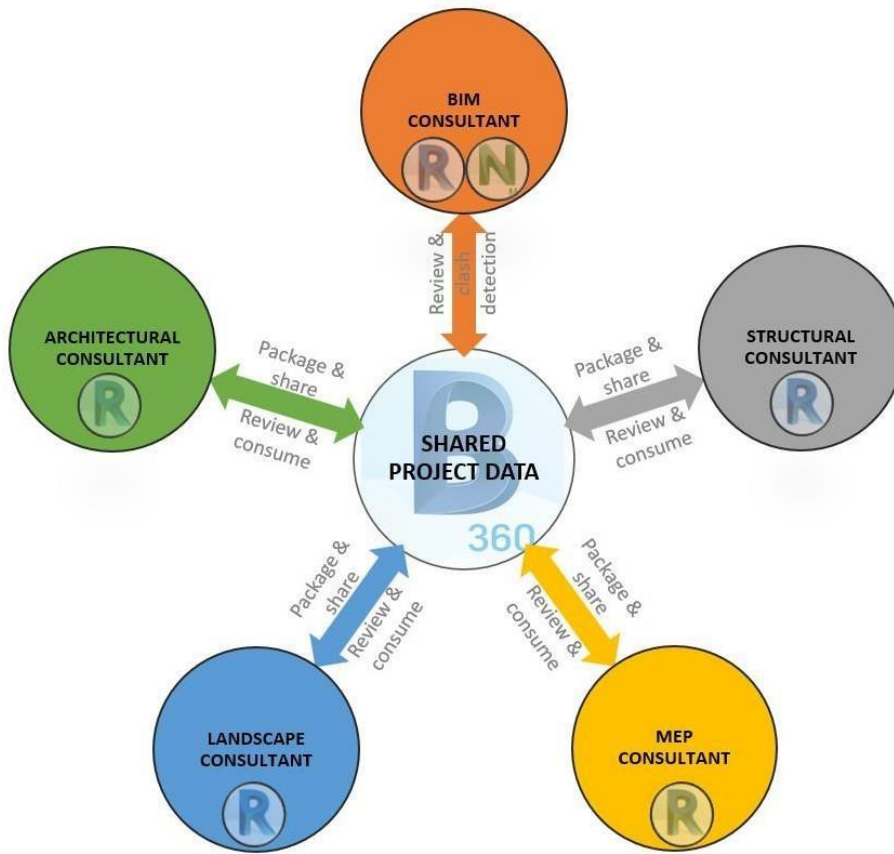 BIM
CONSULTANT
R N
Review &
clash
detection
ARCHITECTURAL
CONSULTANT
R
Package &
share
Review &
consume
STRUCTURAL
CONSULTANT
R
Package &
share
Review &
consume
B
SHARED
PROJECT DATA
360
Package &
share
Review &
consume
Package &
share
Review &
consume
LANDSCAPE
CONSULTANT
R
MEP
CONSULTANT
R